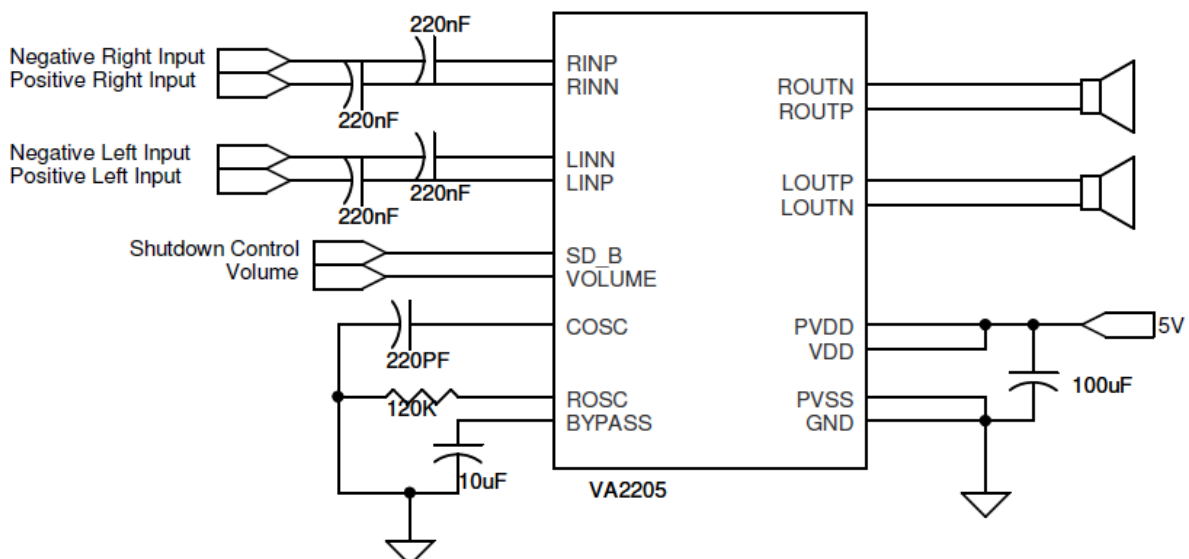 220nF
Negative Right Input
Positive Right Input
RINP
RINN
220nF
ROUTN
ROUTP
Negative Left Input
Positive Left Input
LINN
LINP
220nF
220nF
LOUTP
LOUTN
Shutdown Control
Volume
SD_B
VOLUME
COSC
220PF
PVDD
VDD
5V
100uF
120K
ROSC
BYPASS
PVSS
GND
10uF
VA2205